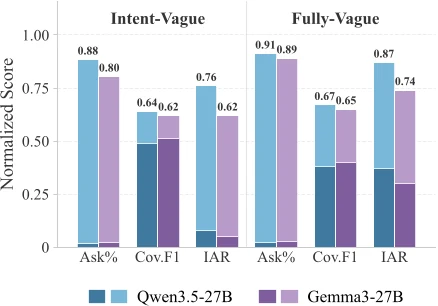 Intent-Vague Fully-Vague
Normalized Score
1.00
0.75
0.50
0.25
0
0.88 0.80 0.64 0.62 0.76 0.62 0.91 0.89 0.67 0.65 0.87 0.74
Ask% Cov.F1 IAR Ask% Cov.F1 IAR
Qwen3.5-27B Gemma3-27B